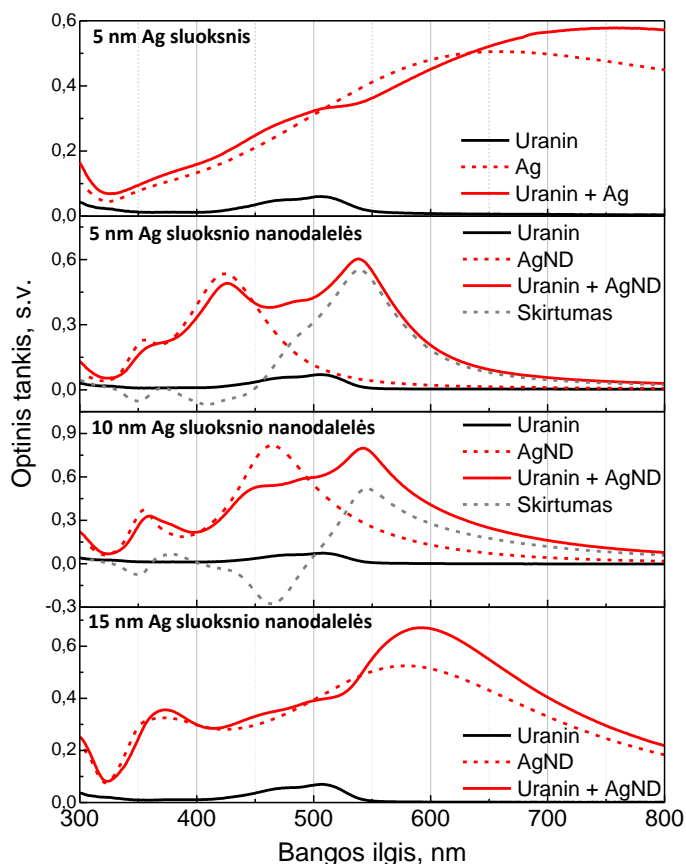 Optinis tankis, s.v.
5 nm Ag sluoksnis
0,6
0,4
0,2
0,0
Uranin
Ag
Uranin + Ag
5 nm Ag sluoksnio nanodalelės
0,6
0,3
0,0
Uranin
AgND
Uranin + AgND
Skirtumas
10 nm Ag sluoksnio nanodalelės
0,9
0,6
0,3
0,0
-0,3
Uranin
AgND
Uranin + AgND
Skirtumas
15 nm Ag sluoksnio nanodalelės
0,6
0,4
0,2
0,0
Uranin
AgND
Uranin + AgND
300 400 500 600 700 800
Bangos ilgis, nm